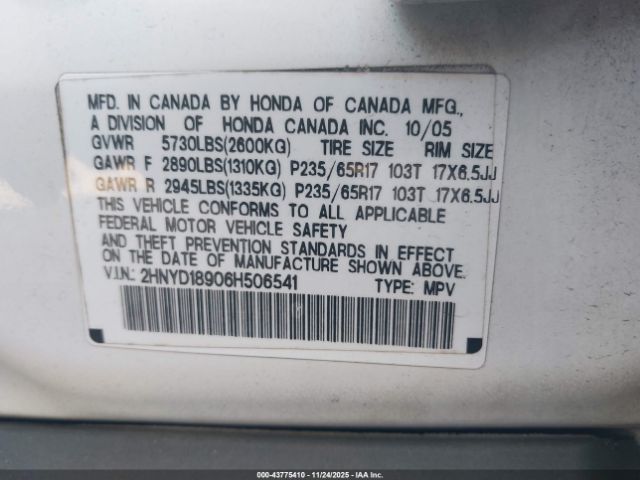 MFD. IN CANADA BY HONDA OF CANADA MFG.,
A DIVISION OF HONDA CANADA INC. 10/05
GVWR 5730LBS(2600KG) TIRE SIZE RIM SIZE
GAWR F 2890LBS(1310KG) P235/65R17 103T 17X6.5JJ
GAWR R 2945LBS(1335KG) P235/65R17 103T 17X6.5JJ
THIS VEHICLE CONFORMS TO ALL APPLICABLE
FEDERAL MOTOR VEHICLE SAFETY
AND THEFT PREVENTION STANDARDS IN EFFECT
ON THE DATE OF MANUFACTURE SHOWN ABOVE.
V.I.N.: 2HNYD18906H506541 TYPE: MPV
000-43775410 - 11/24/2025 - IAA Inc.